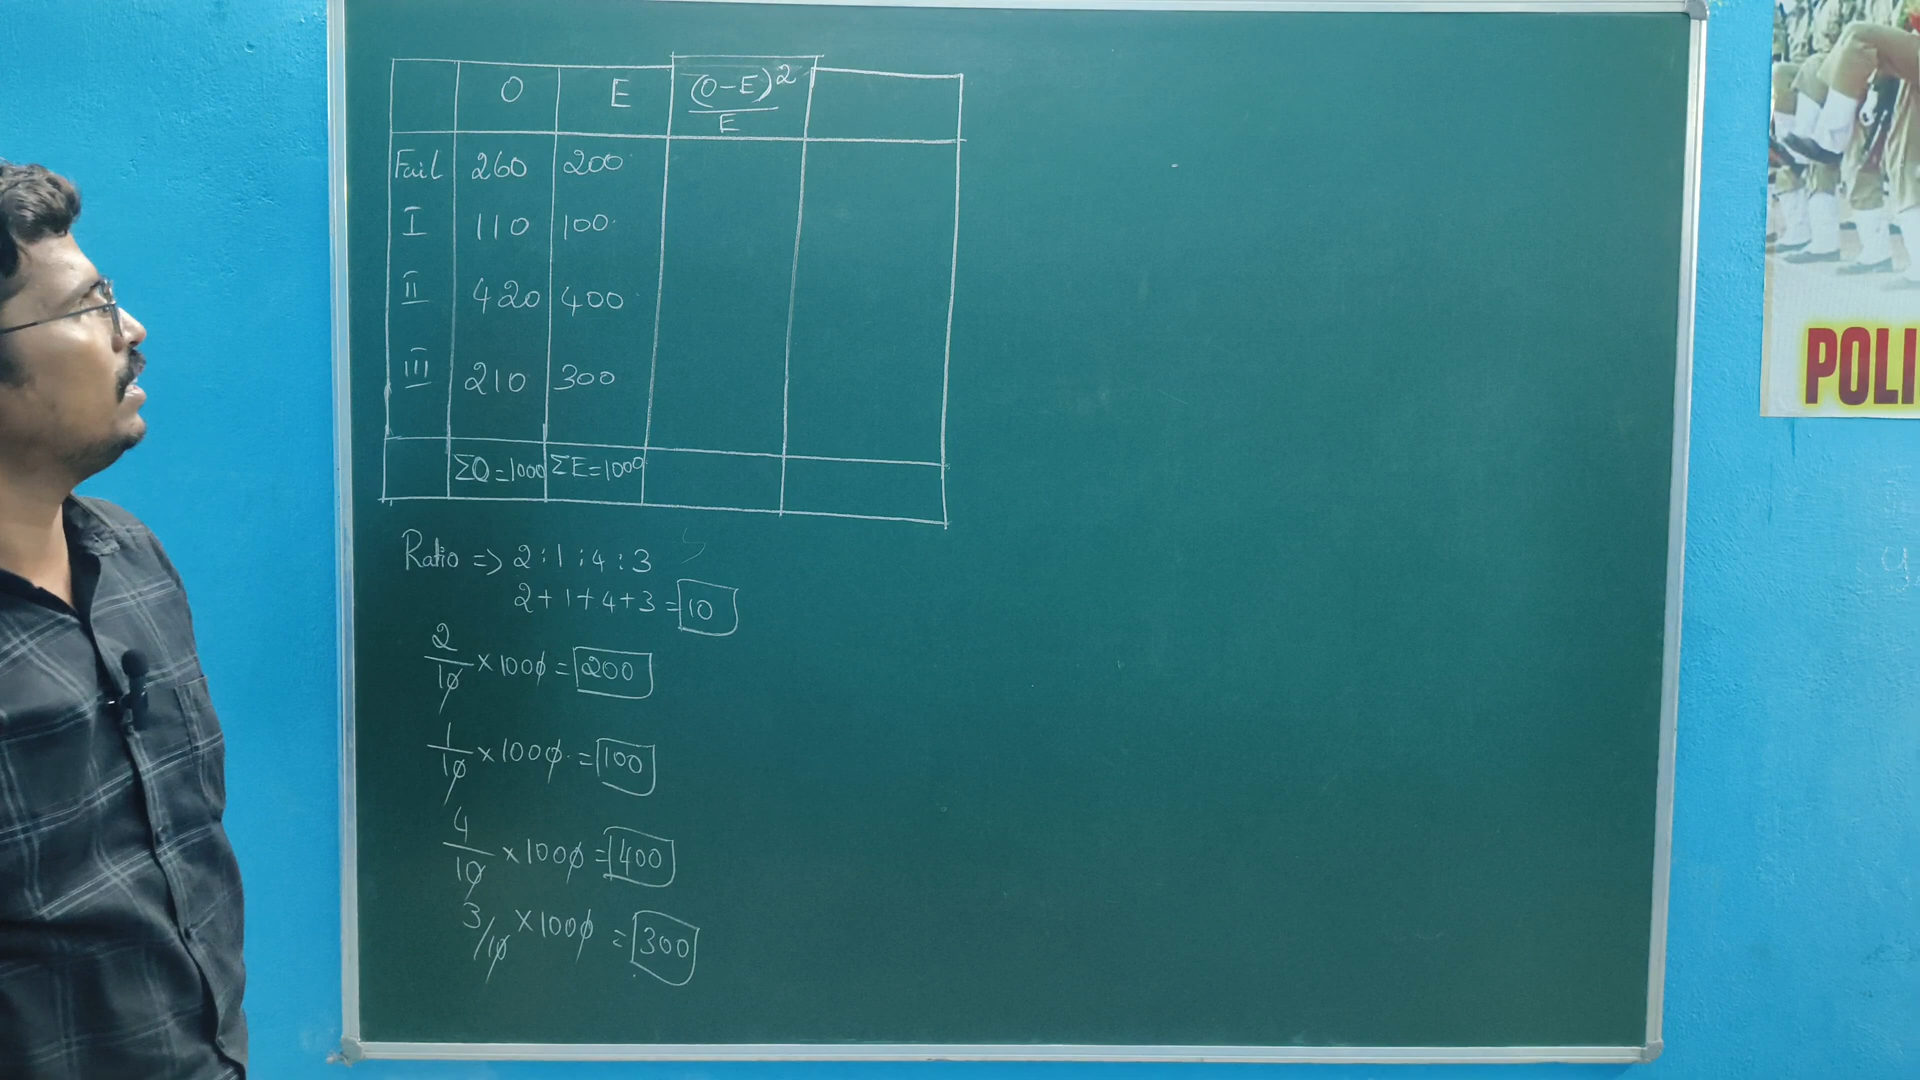 O E (O-E)²/E
Fail 260 200
I 110 100
II 420 400
III 210 300
ΣO=1000 ΣE=1000
Ratio => 2:1:4:3
2+1+4+3=10
2/10 ×1000=200
1/10 ×1000=100
4/10 ×1000=400
3/10 ×1000=300
POLI